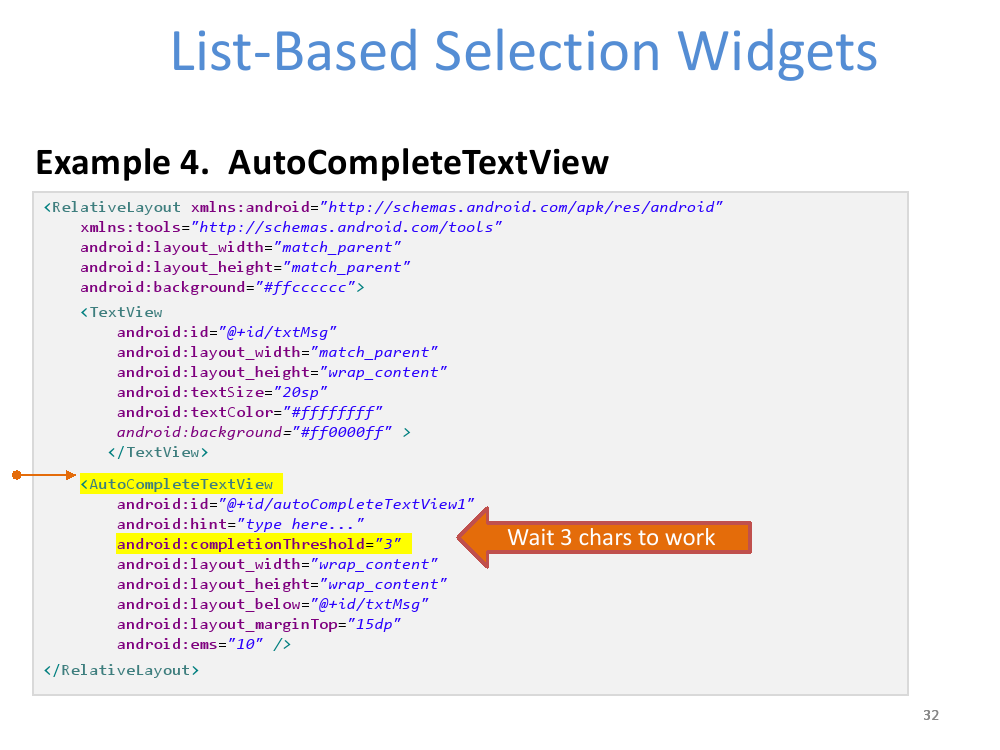 List-Based Selection Widgets
Example 4. AutoCompleteTextView
<RelativeLayout xmlns:android="http://schemas.android.com/apk/res/android"
xmlns:tools="http://schemas.android.com/tools"
android:layout_width="match_parent"
android:layout_height="match_parent"
android:background="#ffcccccc">
<TextView
android:id="@+id/txtMsg"
android:layout_width="match_parent"
android:layout_height="wrap_content"
android:textSize="20sp"
android:textColor="#ffffffff"
android:background="#ff0000ff" >
</TextView>
<AutoCompleteTextView
android:id="@+id/autoCompleteTextView1"
android:hint="type here..."
android:completionThreshold="3"
Wait 3 chars to work
android:layout_width="wrap_content"
android:layout_height="wrap_content"
android:layout_below="@+id/txtMsg"
android:layout_marginTop="15dp"
android:ems="10" />
</RelativeLayout>
32